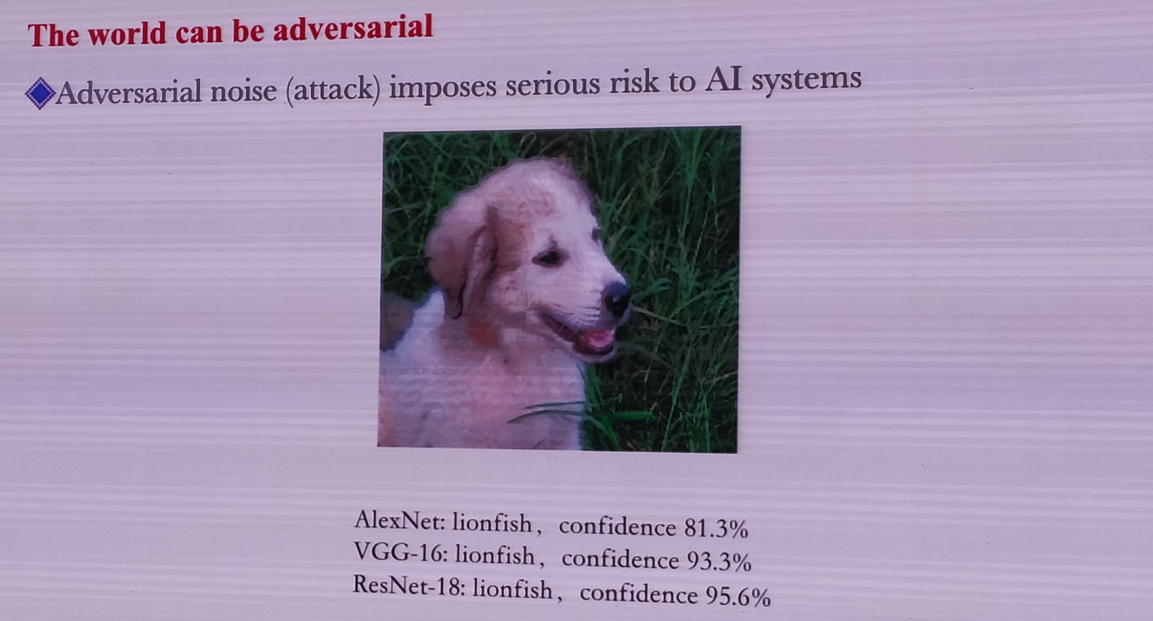 The world can be adversarial
Adversarial noise (attack) imposes serious risk to AI systems
AlexNet: lionfish, confidence 81.3%
VGG-16: lionfish, confidence 93.3%
ResNet-18: lionfish, confidence 95.6%